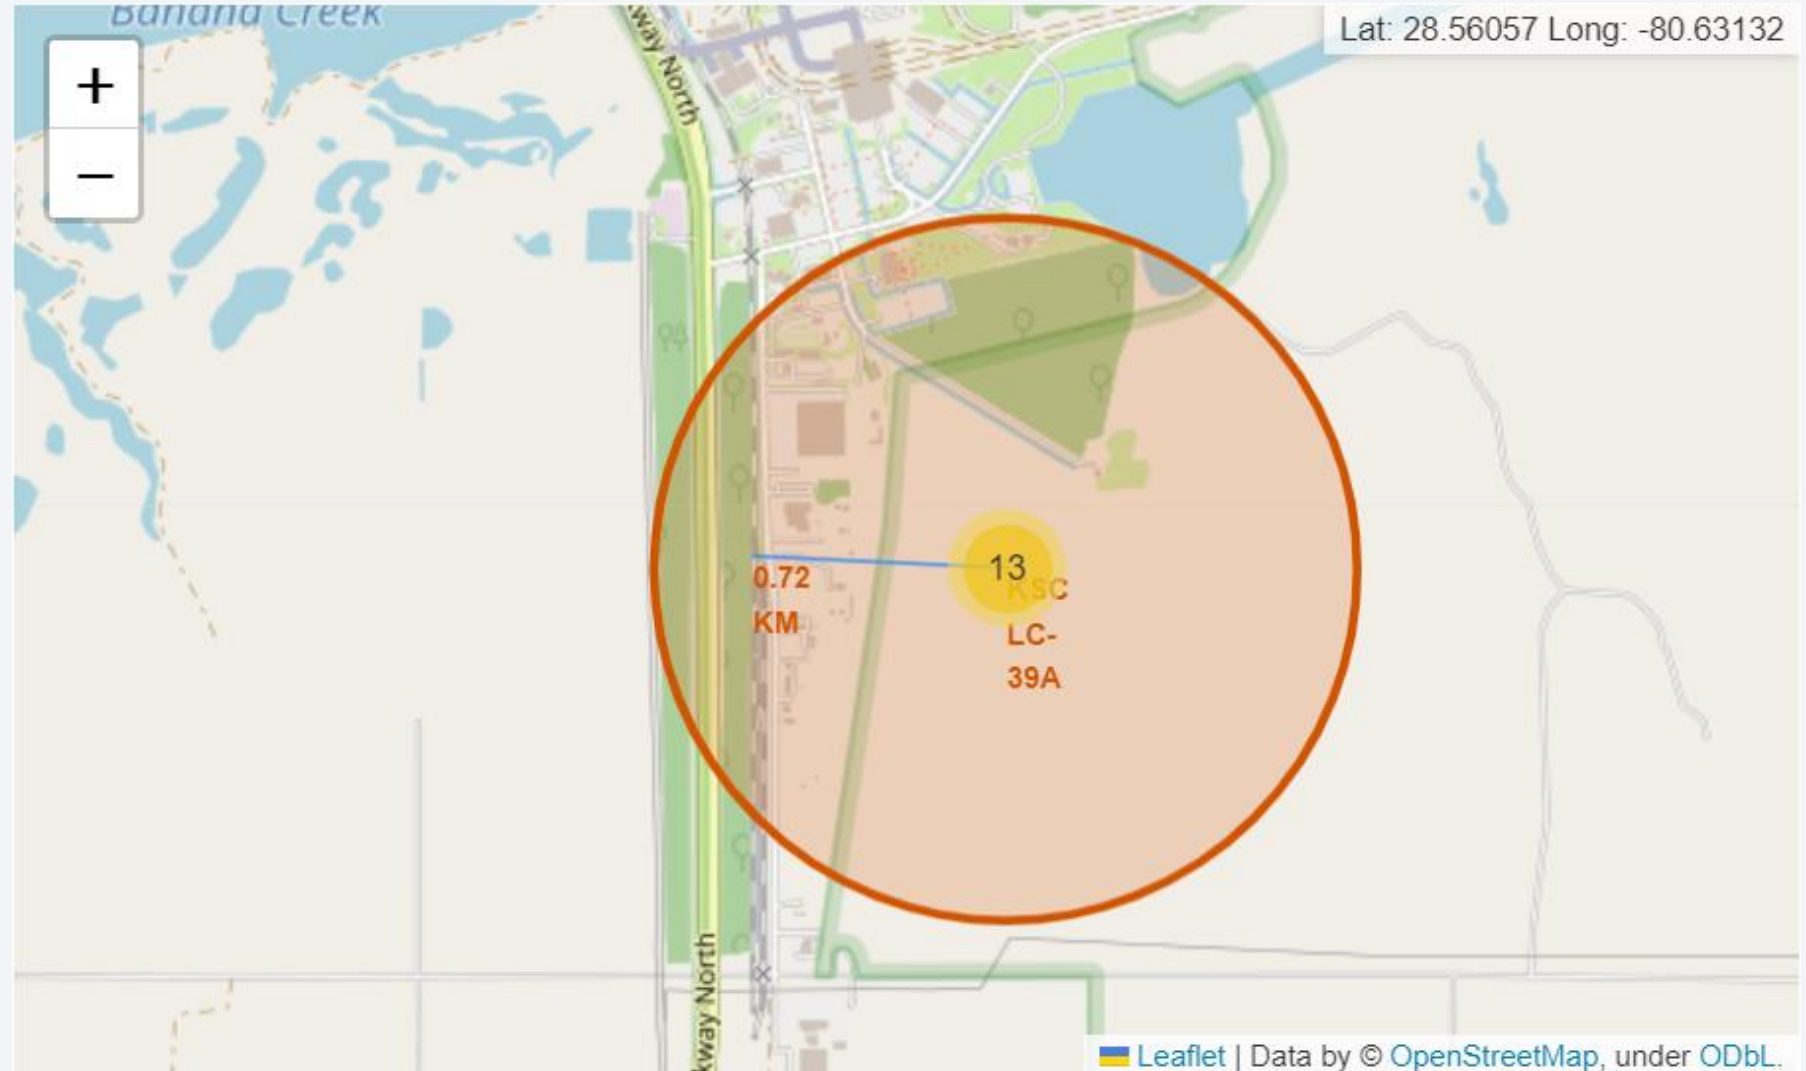 Banana Creek
Lat: 28.56057 Long: -80.63132
+
−
kway North
13
0.72
KM
KSC
LC-
39A
kway North
Leaflet | Data by © OpenStreetMap, under ODbL.